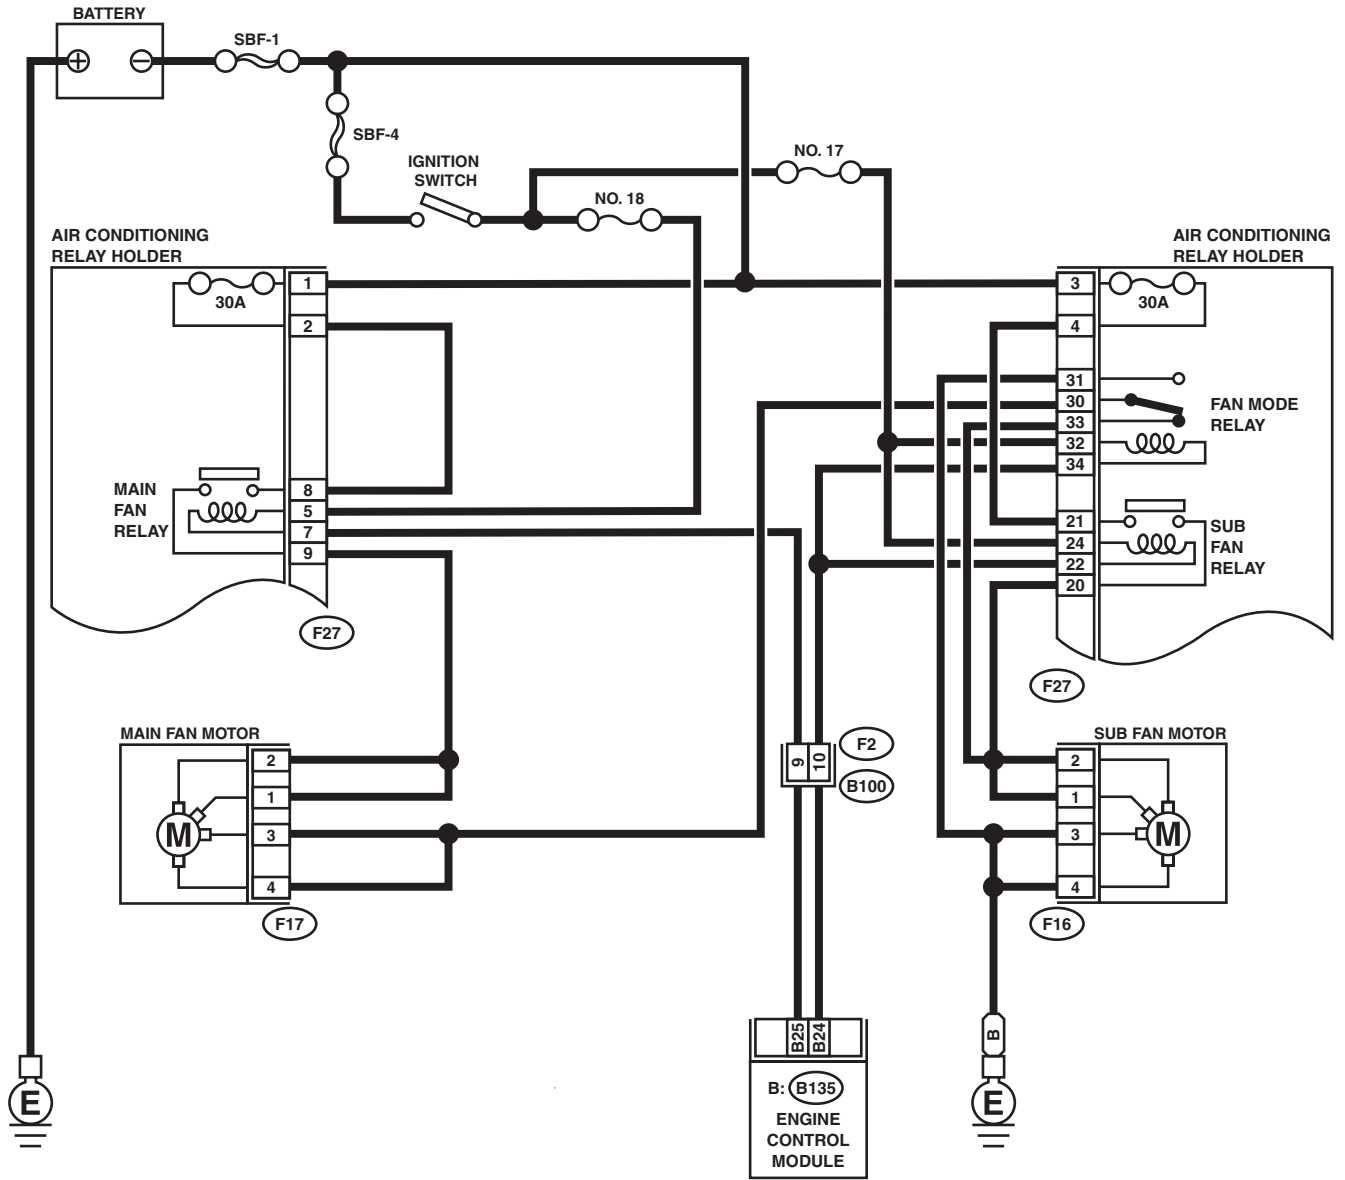 BATTERY
SBF-1
SBF-4
IGNITION
SWITCH
NO. 17
NO. 18
AIR CONDITIONING
RELAY HOLDER
30A
1
2
8
5
7
9
MAIN
FAN
RELAY
F27
AIR CONDITIONING
RELAY HOLDER
3
4
31
30
33
32
34
21
24
22
20
30A
FAN MODE
RELAY
SUB
FAN
RELAY
F27
MAIN FAN MOTOR
2
1
3
4
M
F17
9
10
F2
B100
SUB FAN MOTOR
2
1
3
4
M
F16
E
B25
B24
B: B135
ENGINE
CONTROL
MODULE
B
E